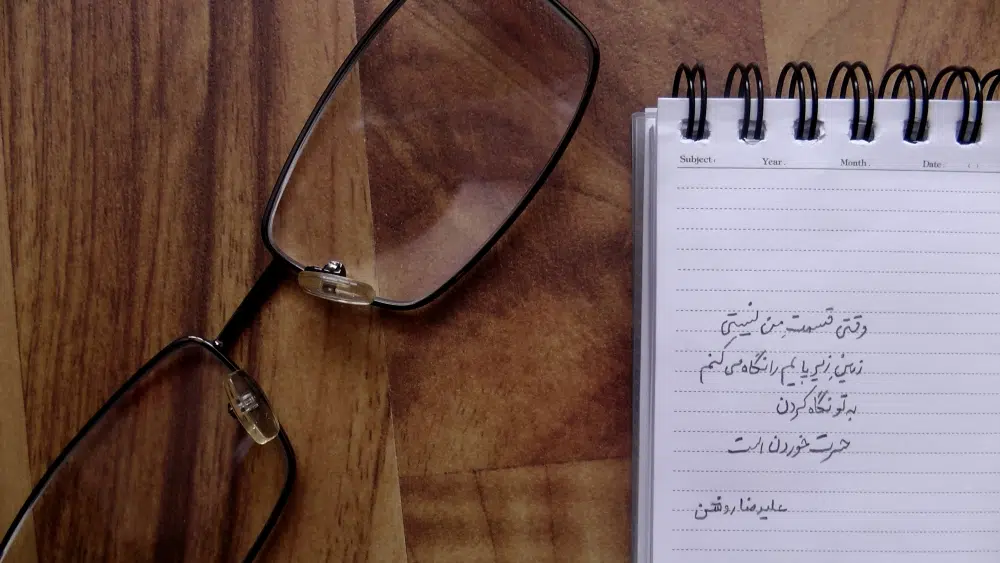 Subject: Year. Month. Date. ( )
وقتی قسمت من نیستی
زمین زیر پایم را نگاه می کنم
به تو نگاه کردن
حسرت خوردن است
علیرضا روشن